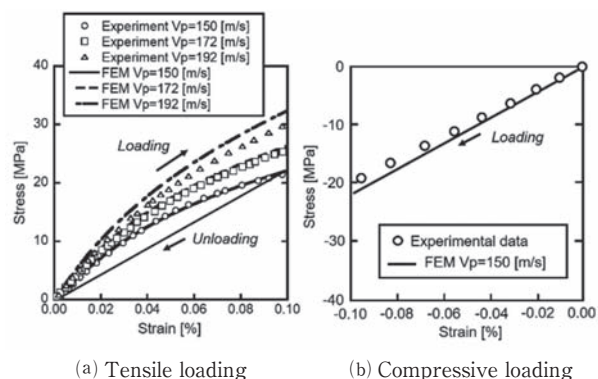 Experiment Vp=150 [m/s]
Experiment Vp=172 [m/s]
Experiment Vp=192 [m/s]
FEM Vp=150 [m/s]
FEM Vp=172 [m/s]
FEM Vp=192 [m/s]
40
30
20
10
0
Stress [MPa]
Loading
Unloading
0.00 0.02 0.04 0.06 0.08 0.10
Strain [%]
(a) Tensile loading
0
-10
-20
-30
-40
Stress [MPa]
Loading
Experimental data
FEM Vp=150 [m/s]
-0.10 -0.08 -0.06 -0.04 -0.02 0.00
Strain [%]
(b) Compressive loading